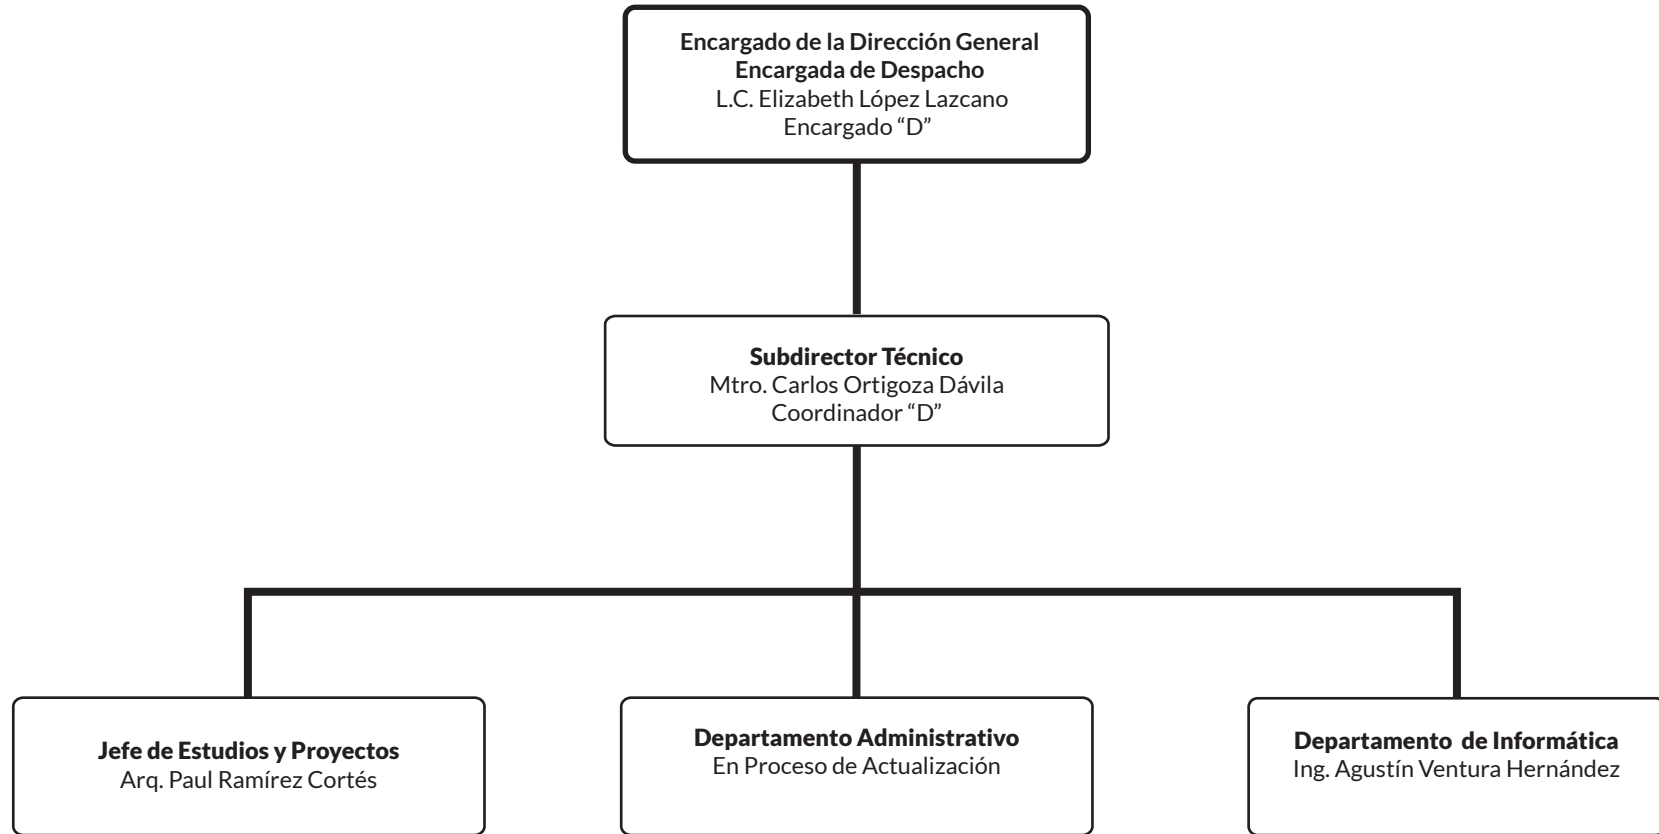 Encargado de la Dirección General
Encargada de Despacho
L.C. Elizabeth López Lazcano
Encargado “D”
Subdirector Técnico
Mtro. Carlos Ortigoza Dávila
Coordinador “D”
Jefe de Estudios y Proyectos
Arq. Paul Ramírez Cortés
Departamento Administrativo
En Proceso de Actualización
Departamento de Informática
Ing. Agustín Ventura Hernández